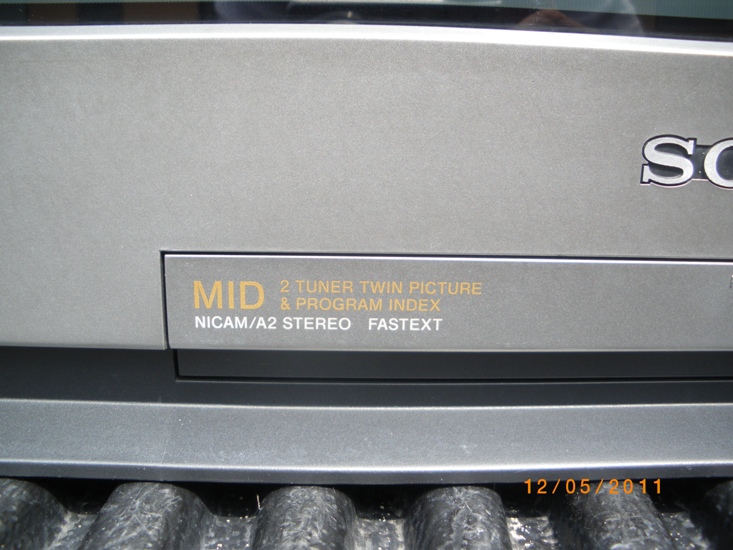 SO
MID 2 TUNER TWIN PICTURE
& PROGRAM INDEX
NICAM/A2 STEREO FASTEXT
12/05/2011